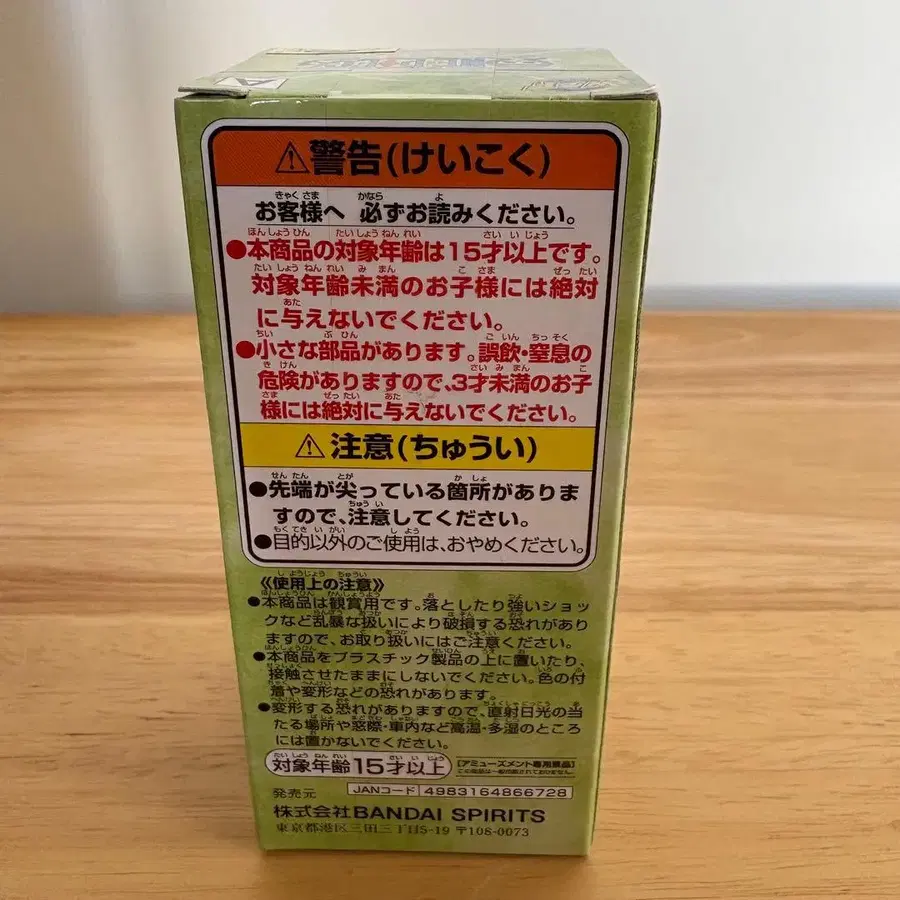 ⚠警告(けいこく)
お客様へ 必ずお読みください。
●本商品の対象年齢は15才以上です。
対象年齢未満のお子様には絶対
に与えないでください。
●小さな部品があります。誤飲・窒息の
危険がありますので、3才未満のお子
様には絶対に与えないでください。
⚠注意(ちゅうい)
●先端が尖っている箇所がありま
すので、注意してください。
●目的以外のご使用は、おやめください。
《使用上の注意》
●本商品は観賞用です。落としたり強いショッ
クなど乱暴な扱いにより破損する恐れがあり
ますので、お取り扱いにはご注意ください。
●本商品をプラスチック製品の上に置いたり、
接触させたままにしないでください。色の付
着や変形などの恐れがあります。
●変形する恐れがありますので、直射日光の当
たる場所や窓際・車内など高温・多湿のところ
には置かないでください。
対象年齢15才以上
【アミューズメント専用景品】
この商品は一般市販されておりません。
発売元
JANコード 4983164866728
株式会社BANDAI SPIRITS
東京都港区三田三丁目5-19 〒108-0073